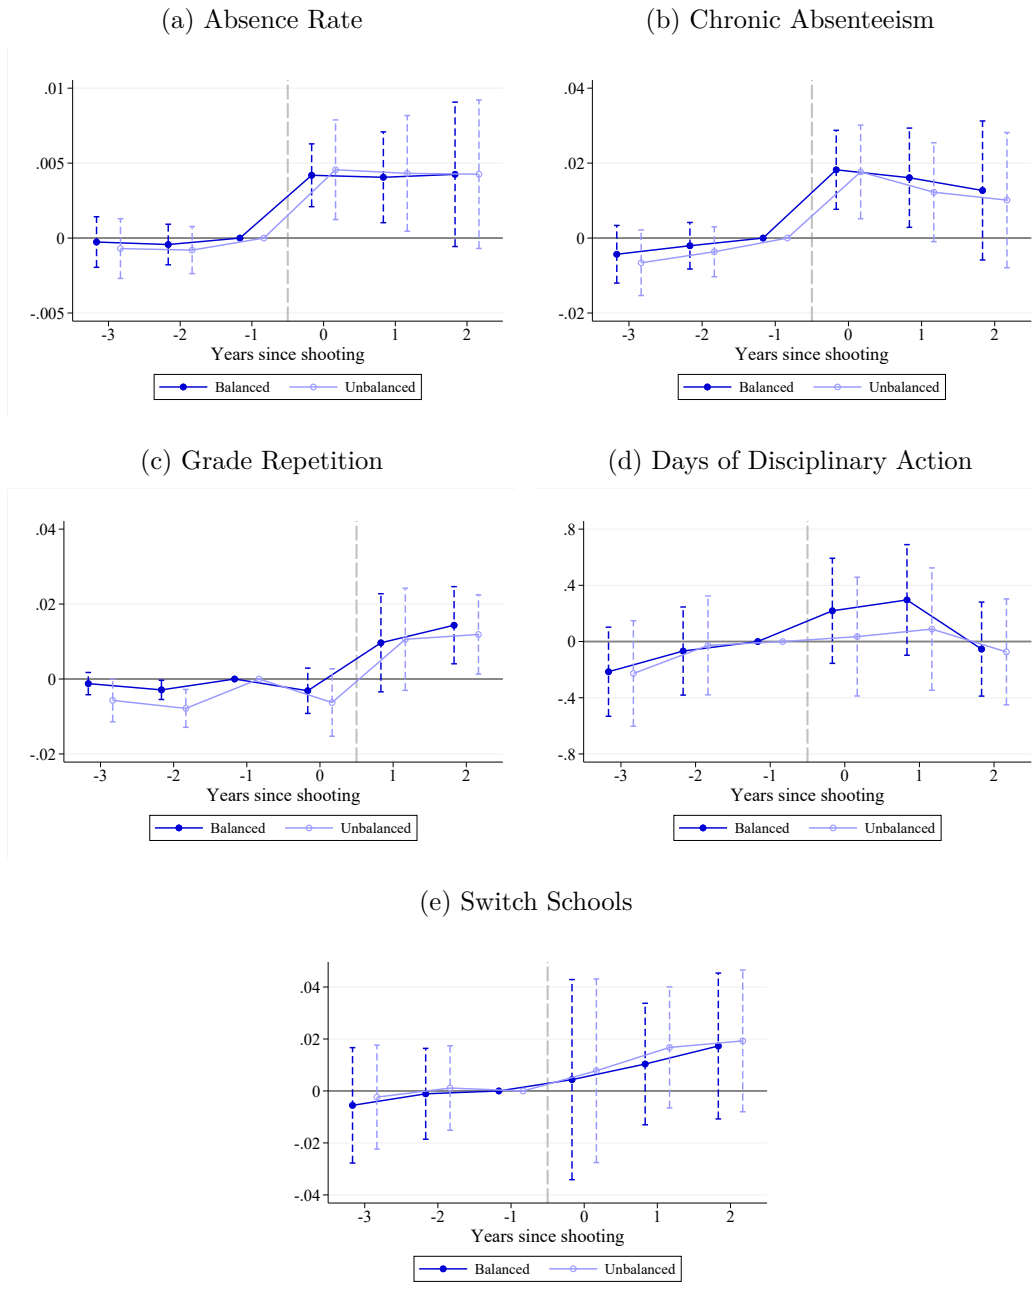 (a) Absence Rate
(b) Chronic Absenteeism
.01
.005
0
-.005
-3 -2 -1 0 1 2
Years since shooting
Balanced Unbalanced
.04
.02
0
-.02
-3 -2 -1 0 1 2
Years since shooting
Balanced Unbalanced
(c) Grade Repetition
(d) Days of Disciplinary Action
.04
.02
0
-.02
-3 -2 -1 0 1 2
Years since shooting
Balanced Unbalanced
.8
.4
0
-.4
-.8
-3 -2 -1 0 1 2
Years since shooting
Balanced Unbalanced
(e) Switch Schools
.04
.02
0
-.02
-.04
-3 -2 -1 0 1 2
Years since shooting
Balanced Unbalanced